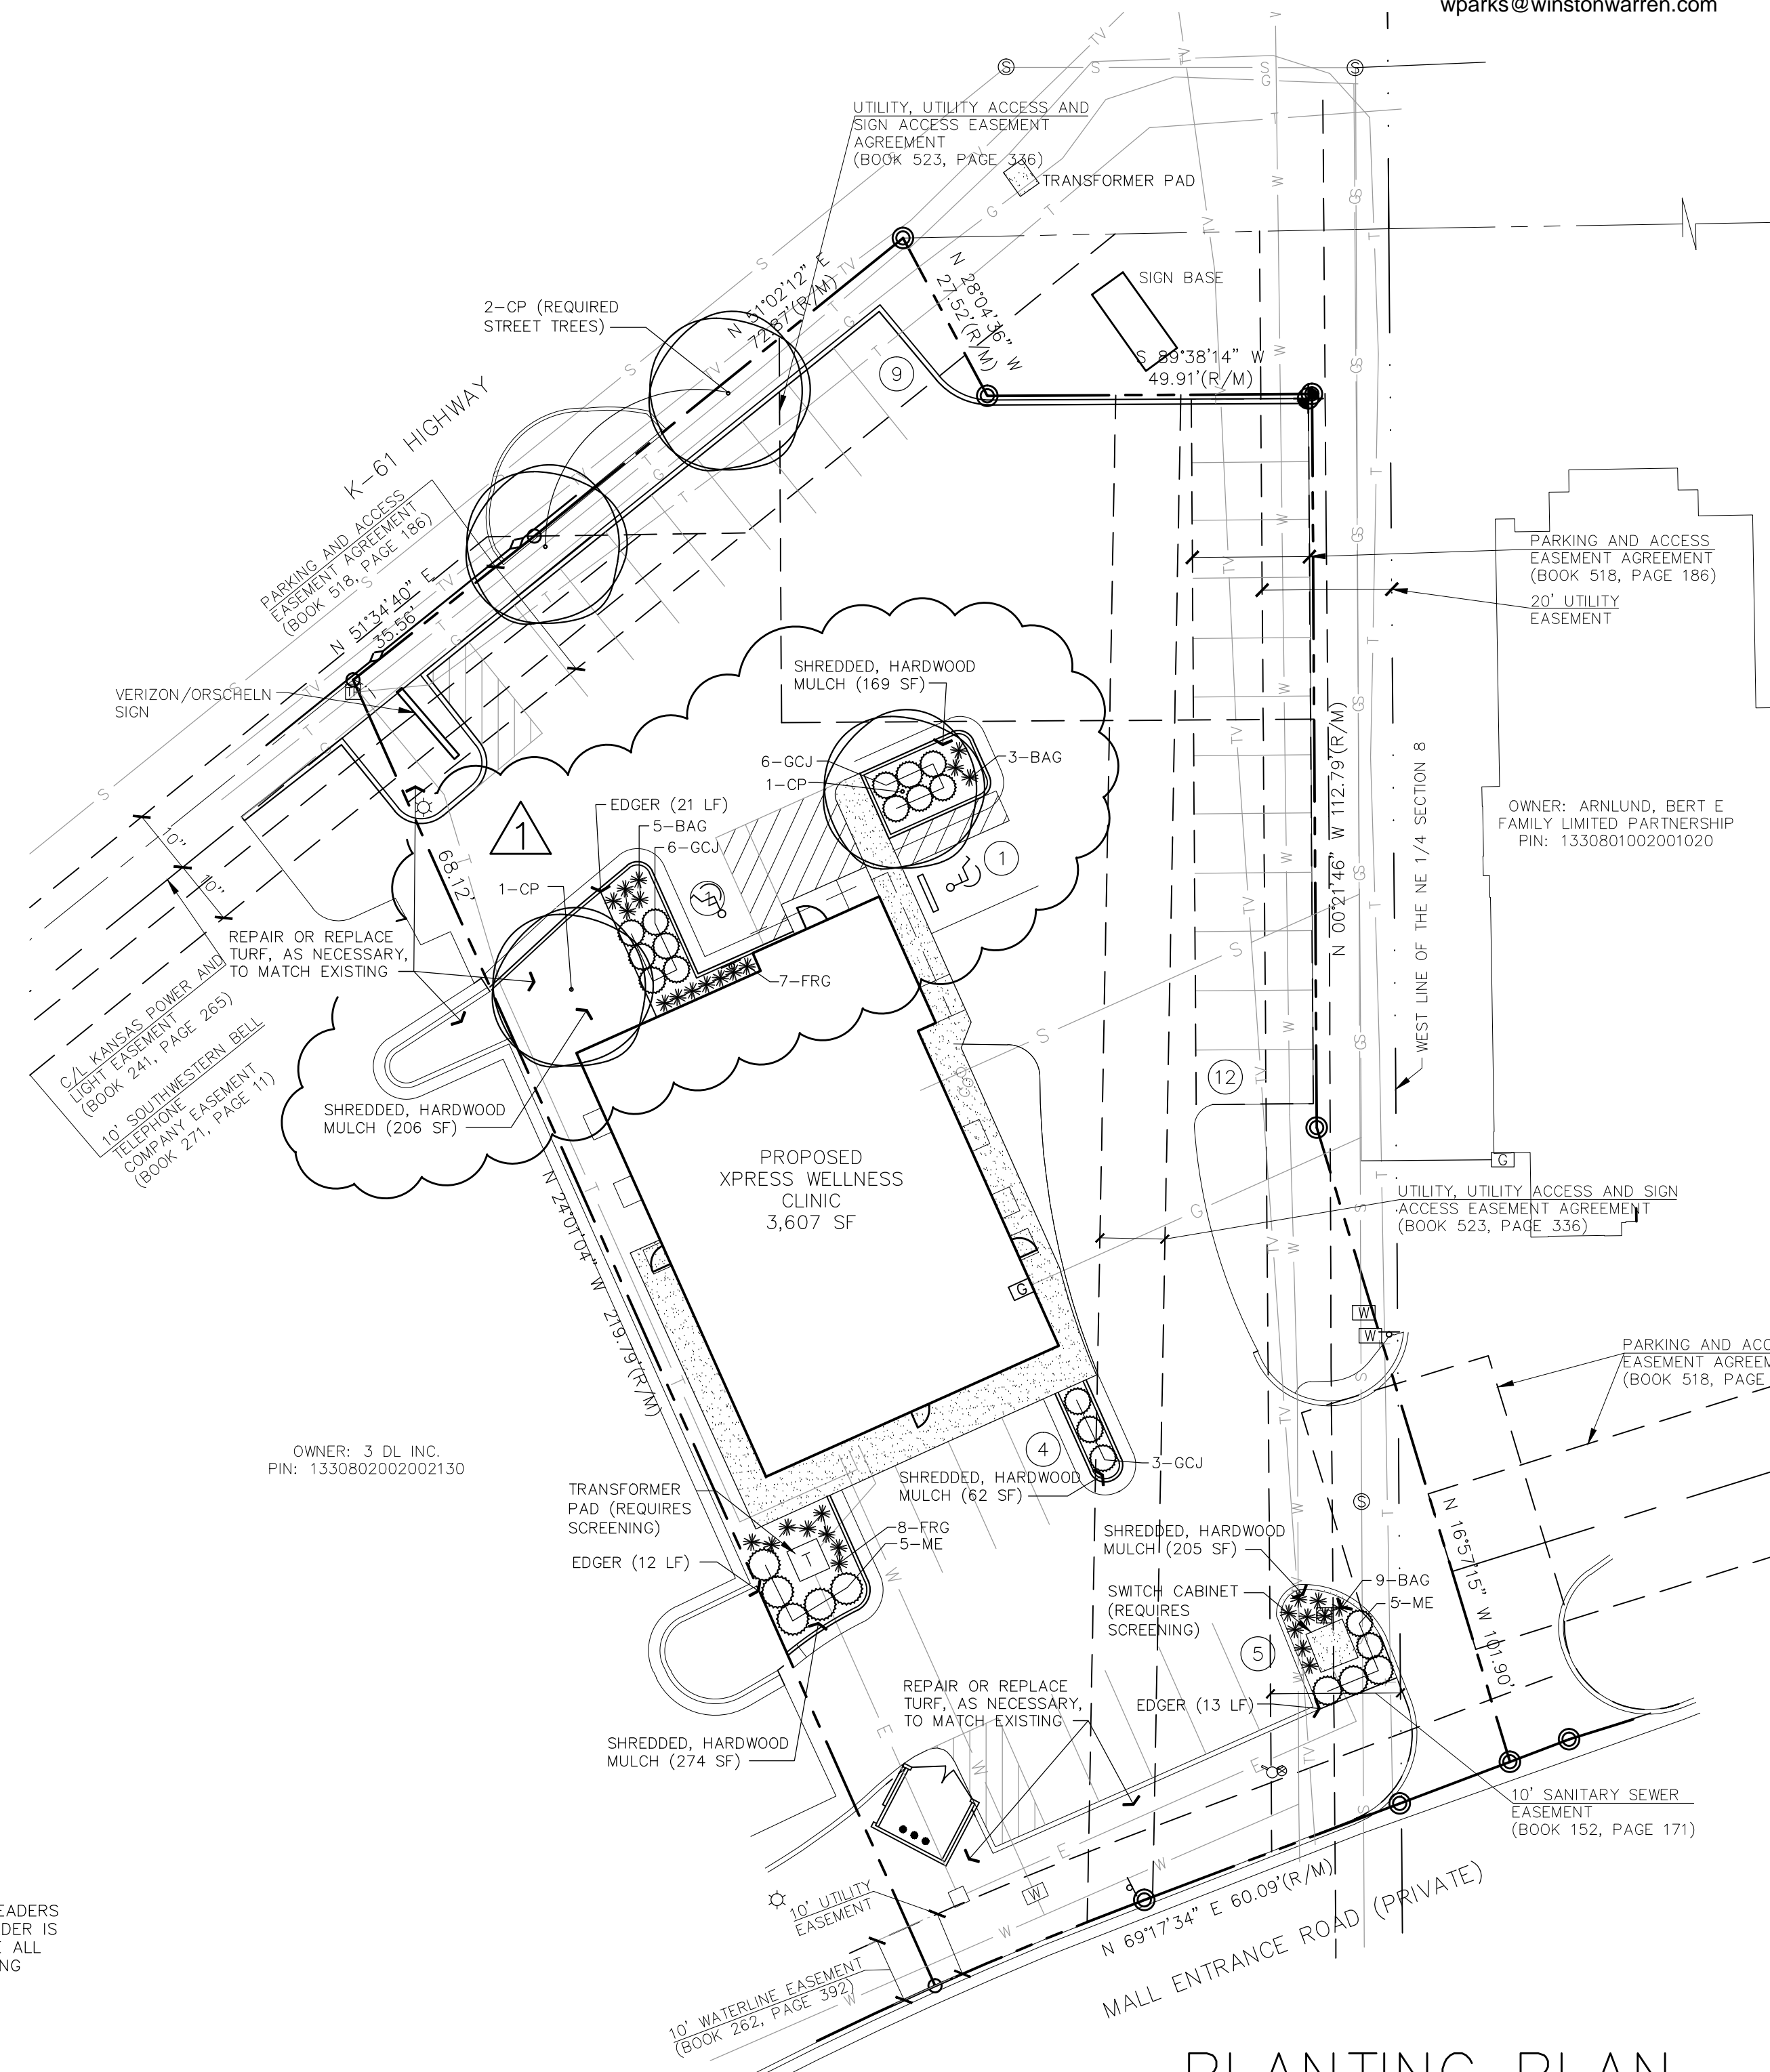 wparks@winstonwarren.com
UTILITY, UTILITY ACCESS AND
SIGN ACCESS EASEMENT
AGREEMENT
(BOOK 523, PAGE 336)
TRANSFORMER PAD
SIGN BASE
2-CP (REQUIRED
STREET TREES)
N 51°02'12" E
72.87'(R/M)
N 28°04'36" W
27.52'(R/M)
S 89°38'14" W
49.91'(R/M)
9
K-61 HIGHWAY
PARKING AND ACCESS
EASEMENT AGREEMENT
(BOOK 518, PAGE 186)
N 51°34'40" E
35.56'
PARKING AND ACCESS
EASEMENT AGREEMENT
(BOOK 518, PAGE 186)
20' UTILITY
EASEMENT
VERIZON/ORSCHELN
SIGN
SHREDDED, HARDWOOD
MULCH (169 SF)
6-GCJ
1-CP
3-BAG
EDGER (21 LF)
5-BAG
6-GCJ
1
1
1-CP
68.12'
10"
10"
N 00°21'46" W 112.79'(R/M)
WEST LINE OF THE NE 1/4 SECTION 8
OWNER: ARNLUND, BERT E
FAMILY LIMITED PARTNERSHIP
PIN: 1330801002001020
REPAIR OR REPLACE
TURF, AS NECESSARY,
TO MATCH EXISTING
7-FRG
C/L KANSAS POWER AND
LIGHT EASEMENT
(BOOK 241, PAGE 265)
10' SOUTHWESTERN BELL
TELEPHONE
COMPANY EASEMENT
(BOOK 271, PAGE 11)
SHREDDED, HARDWOOD
MULCH (206 SF)
12
PROPOSED
XPRESS WELLNESS
CLINIC
3,607 SF
N 24°01'04" W 219.79'(R/M)
UTILITY, UTILITY ACCESS AND SIGN
ACCESS EASEMENT AGREEMENT
(BOOK 523, PAGE 336)
PARKING AND ACC
EASEMENT AGREEM
(BOOK 518, PAGE
OWNER: 3 DL INC.
PIN: 1330802002002130
4
3-GCJ
SHREDDED, HARDWOOD
MULCH (62 SF)
TRANSFORMER
PAD (REQUIRES
SCREENING)
8-FRG
5-ME
EDGER (12 LF)
T
SHREDDED, HARDWOOD
MULCH (205 SF)
SWITCH CABINET
(REQUIRES
SCREENING)
9-BAG
5-ME
5
N 16°57'15" W 101.90'
EDGER (13 LF)
REPAIR OR REPLACE
TURF, AS NECESSARY,
TO MATCH EXISTING
SHREDDED, HARDWOOD
MULCH (274 SF)
10' SANITARY SEWER
EASEMENT
(BOOK 152, PAGE 171)
10' UTILITY
EASEMENT
N 69°17'34" E 60.09'(R/M)
MALL ENTRANCE ROAD (PRIVATE)
10' WATERLINE EASEMENT
(BOOK 262, PAGE 392)
EADERS
DER IS
ALL
NG
PLANTING PLAN